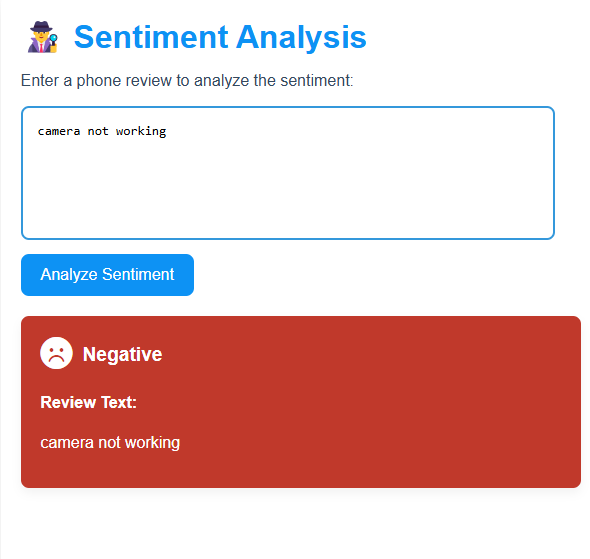 Sentiment Analysis
Enter a phone review to analyze the sentiment:
camera not working
Analyze Sentiment
Negative
Review Text:
camera not working